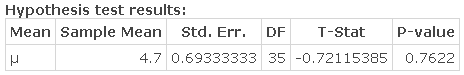 Hypothesis test results:
Mean Sample Mean Std. Err. DF T-Stat P-value
μ 4.7 0.69333333 35 -0.72115385 0.7622